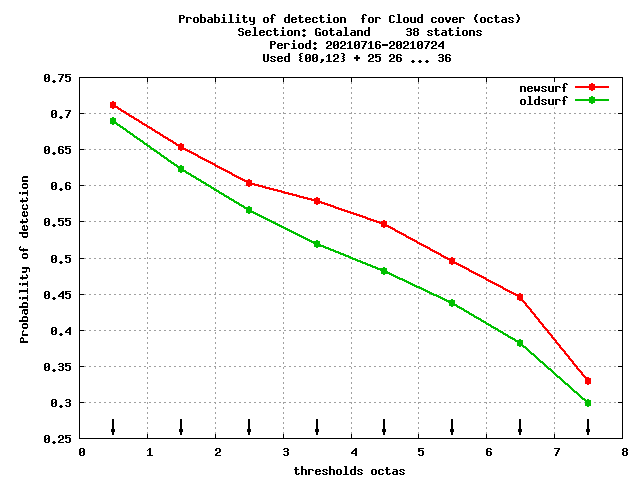 Probability of detection  for Cloud cover (octas)
Selection: Gotaland     38 stations
Period: 20210716-20210724
Used {00,12} + 25 26 ... 36
newsurf
oldsurf
Probability of detection
0.75
0.7
0.65
0.6
0.55
0.5
0.45
0.4
0.35
0.3
0.25
0 1 2 3 4 5 6 7 8
thresholds octas